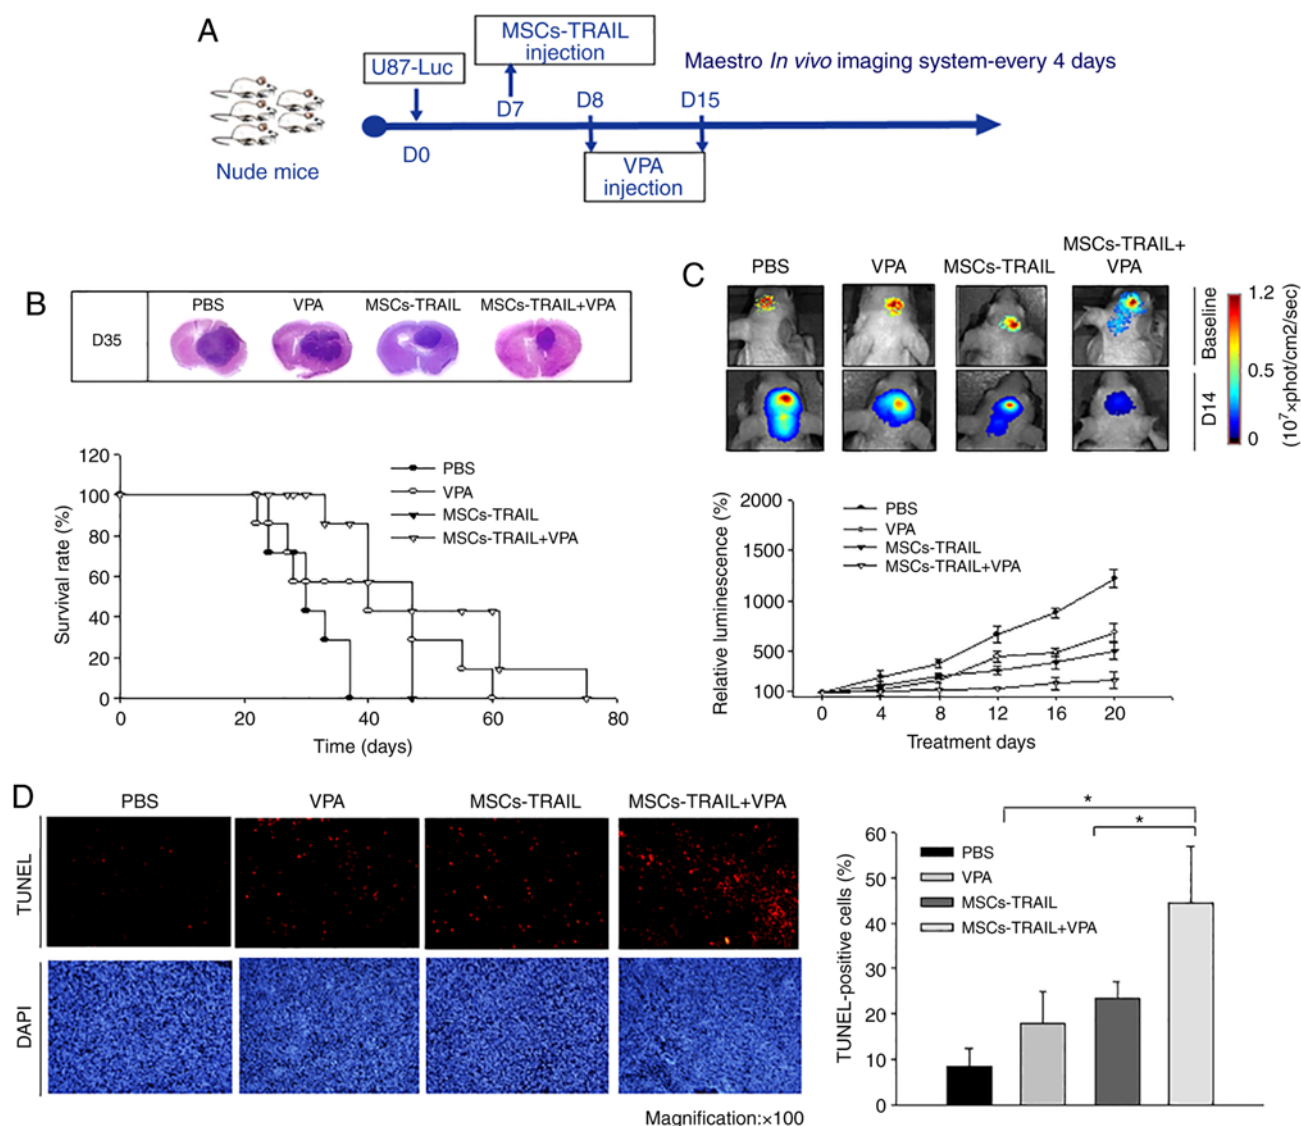 A
MSCs-TRAIL
injection
U87-Luc
Maestro In vivo imaging system-every 4 days
D7
D8
D15
D0
Nude mice
VPA
injection
B
D35
PBS
VPA
MSCs-TRAIL
MSCs-TRAIL+VPA
120
100
80
60
40
20
0
Survival rate (%)
PBS
VPA
MSCs-TRAIL
MSCs-TRAIL+VPA
0
20
40
60
80
Time (days)
C
PBS
VPA
MSCs-TRAIL
MSCs-TRAIL+
VPA
Baseline
D14
1.2
0.5
0
(10⁷×phot/cm2/sec)
2000
1500
1000
500
100
Relative luminescence (%)
PBS
VPA
MSCs-TRAIL
MSCs-TRAIL+VPA
0
4
8
12
16
20
Treatment days
D
PBS
VPA
MSCs-TRAIL
MSCs-TRAIL+VPA
TUNEL
DAPI
Magnification:×100
*
*
60
50
40
30
20
10
0
TUNEL-positive cells (%)
PBS
VPA
MSCs-TRAIL
MSCs-TRAIL+VPA